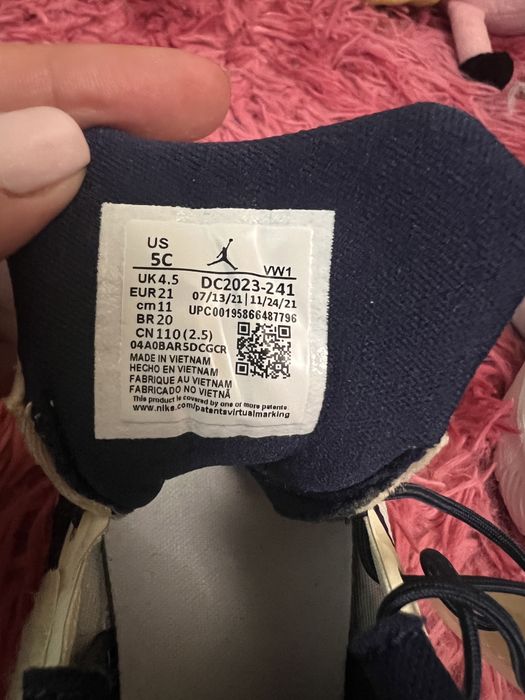 US
5C
VW1
UK4.5
DC2023-241
EUR21
07/13/21 | 11/24/21
cm11
UPC00195866487796
BR20
CN110(2.5)
04A0BAR5DCGCR
MADE IN VIETNAM
HECHO EN VIETNAM
FABRIQUE AU VIETNAM
FABRICADO NO VIETNÃ
This product is covered by one or more patents.
www.nike.com/patentsvirtualmarking